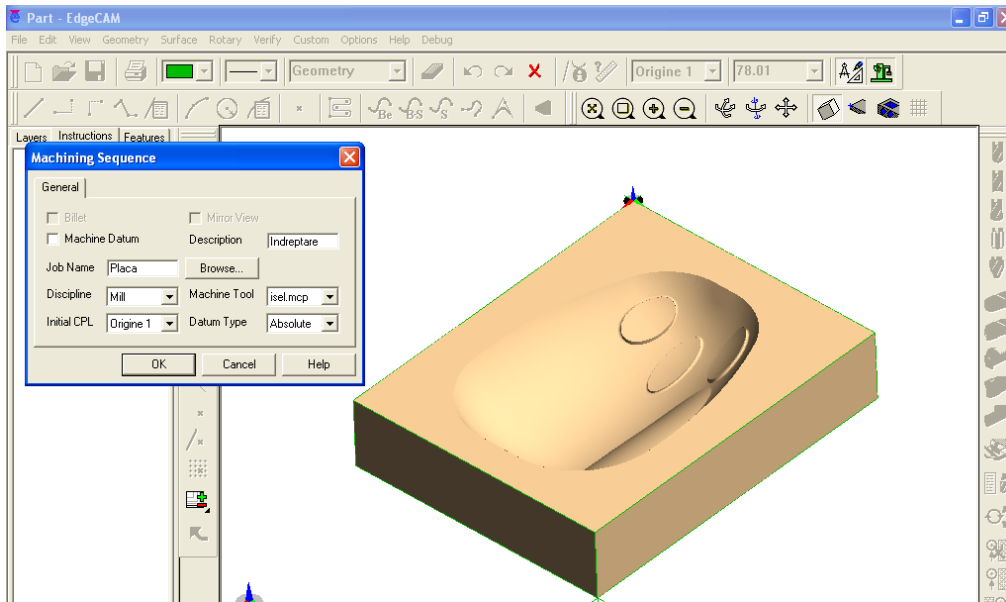 Part - EdgeCAM
File Edit View Geometry Surface Rotary Verify Custom Options Help Debug
Geometry Origine 1 78.01
Be B-S S
Layers Instructions Features
Machining Sequence
General
Billet Mirror View
Machine Datum Description Indreptare
Job Name Placa Browse...
Discipline Mill Machine Tool isel.mcp
Initial CPL Origine 1 Datum Type Absolute
OK Cancel Help